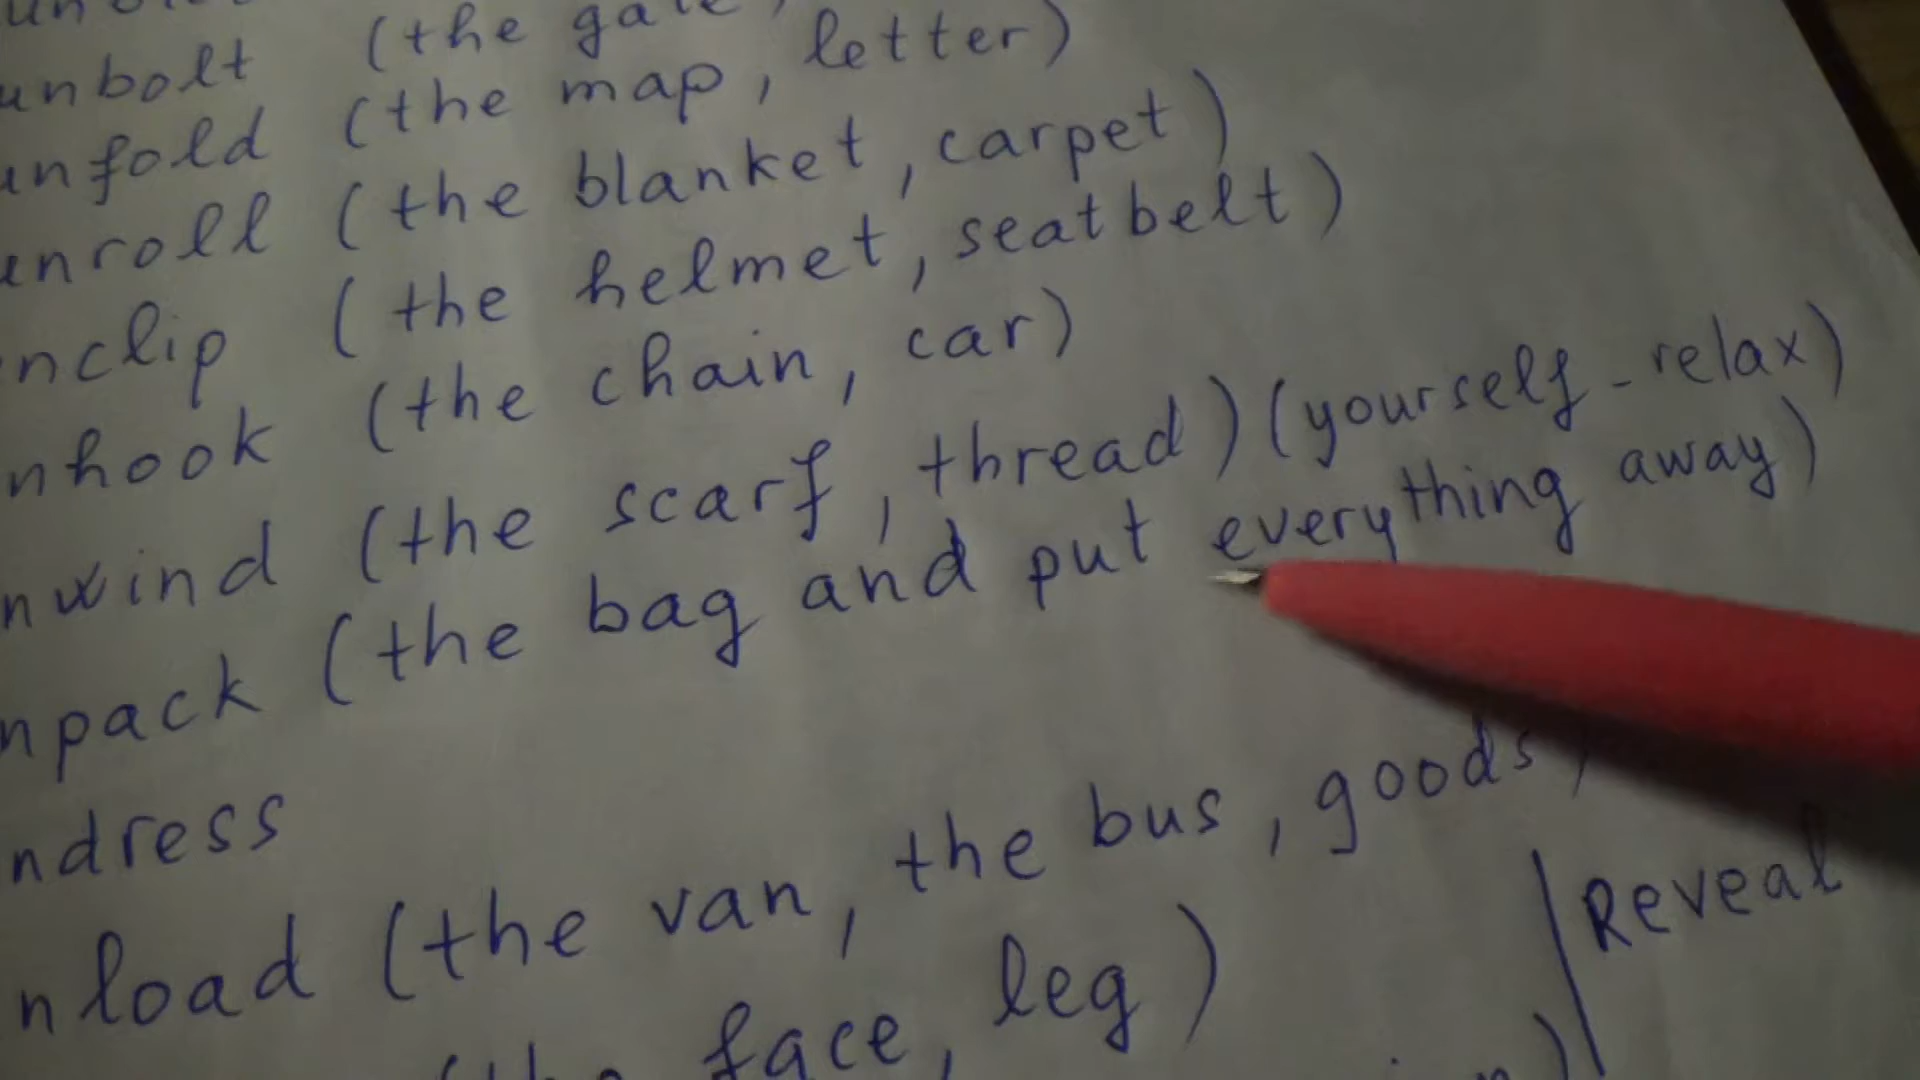 unbolt (the gate,
unfold (the map, letter)
unroll (the blanket, carpet)
nclip (the helmet, seatbelt)
nhook (the chain, car)
nwind (the scarf, thread) (yourself - relax)
npack (the bag and put everything away)
ndress
nload (the van, the bus, goods)
face, leg) Reveal